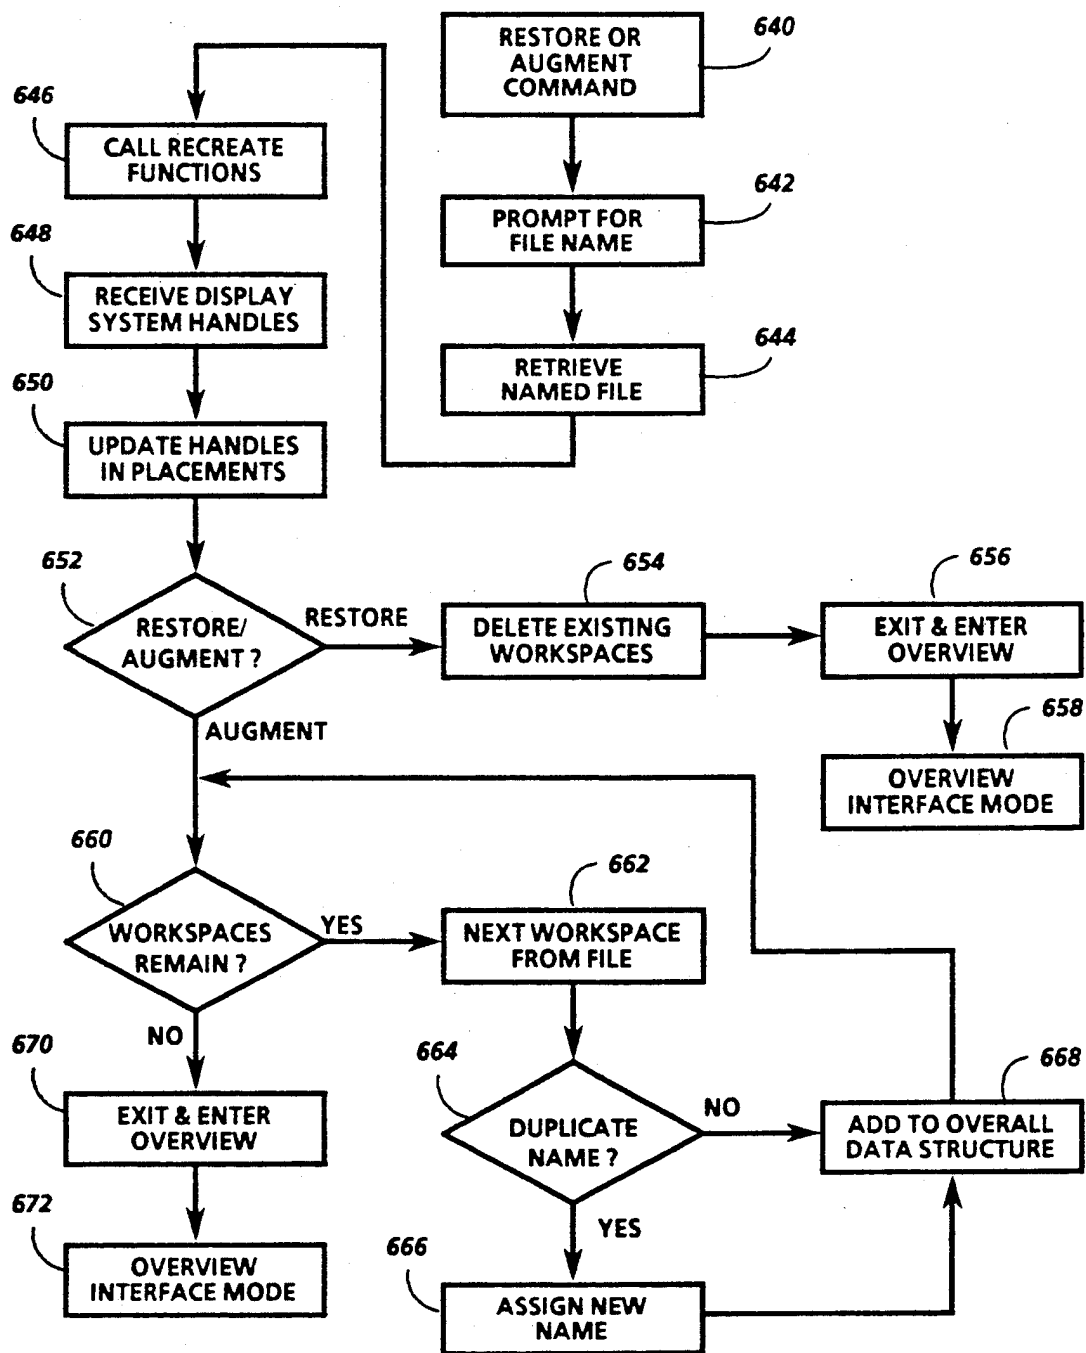 640
RESTORE OR
AUGMENT
COMMAND
646
CALL RECREATE
FUNCTIONS
642
PROMPT FOR
FILE NAME
648
RECEIVE DISPLAY
SYSTEM HANDLES
644
RETRIEVE
NAMED FILE
650
UPDATE HANDLES
IN PLACEMENTS
652
RESTORE/
AUGMENT ?
RESTORE
AUGMENT
654
DELETE EXISTING
WORKSPACES
656
EXIT & ENTER
OVERVIEW
658
OVERVIEW
INTERFACE MODE
660
WORKSPACES
REMAIN ?
YES
NO
662
NEXT WORKSPACE
FROM FILE
664
DUPLICATE
NAME ?
NO
YES
668
ADD TO OVERALL
DATA STRUCTURE
670
EXIT & ENTER
OVERVIEW
672
OVERVIEW
INTERFACE MODE
666
ASSIGN NEW
NAME